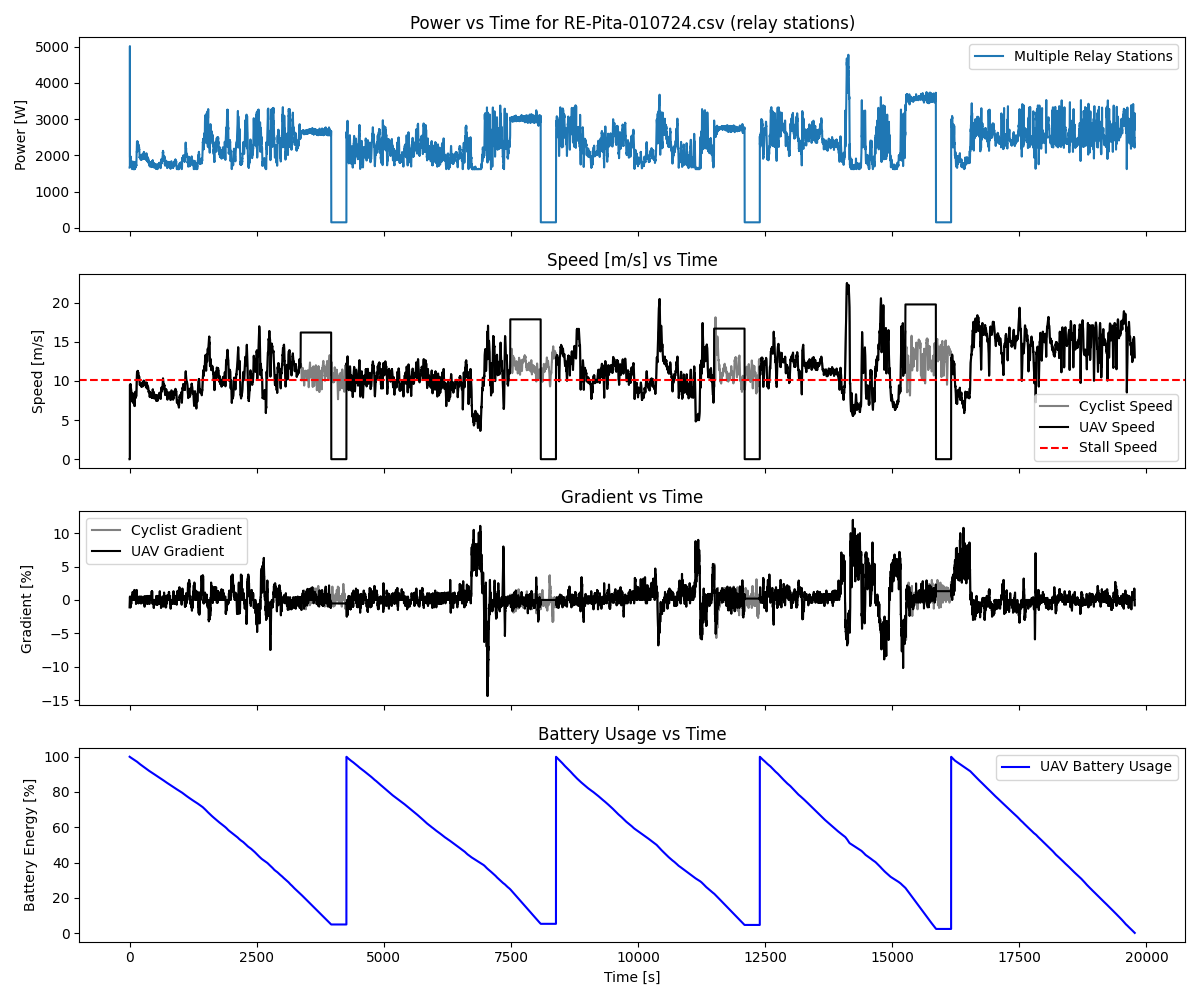 Power vs Time for RE-Pita-010724.csv (relay stations)
5000
4000
3000
2000
1000
0
Power [W]
Multiple Relay Stations
Speed [m/s] vs Time
20
15
10
5
0
Speed [m/s]
Cyclist Speed
UAV Speed
Stall Speed
Gradient vs Time
10
5
0
−5
−10
−15
Gradient [%]
Cyclist Gradient
UAV Gradient
Battery Usage vs Time
100
80
60
40
20
0
Battery Energy [%]
UAV Battery Usage
0 2500 5000 7500 10000 12500 15000 17500 20000
Time [s]